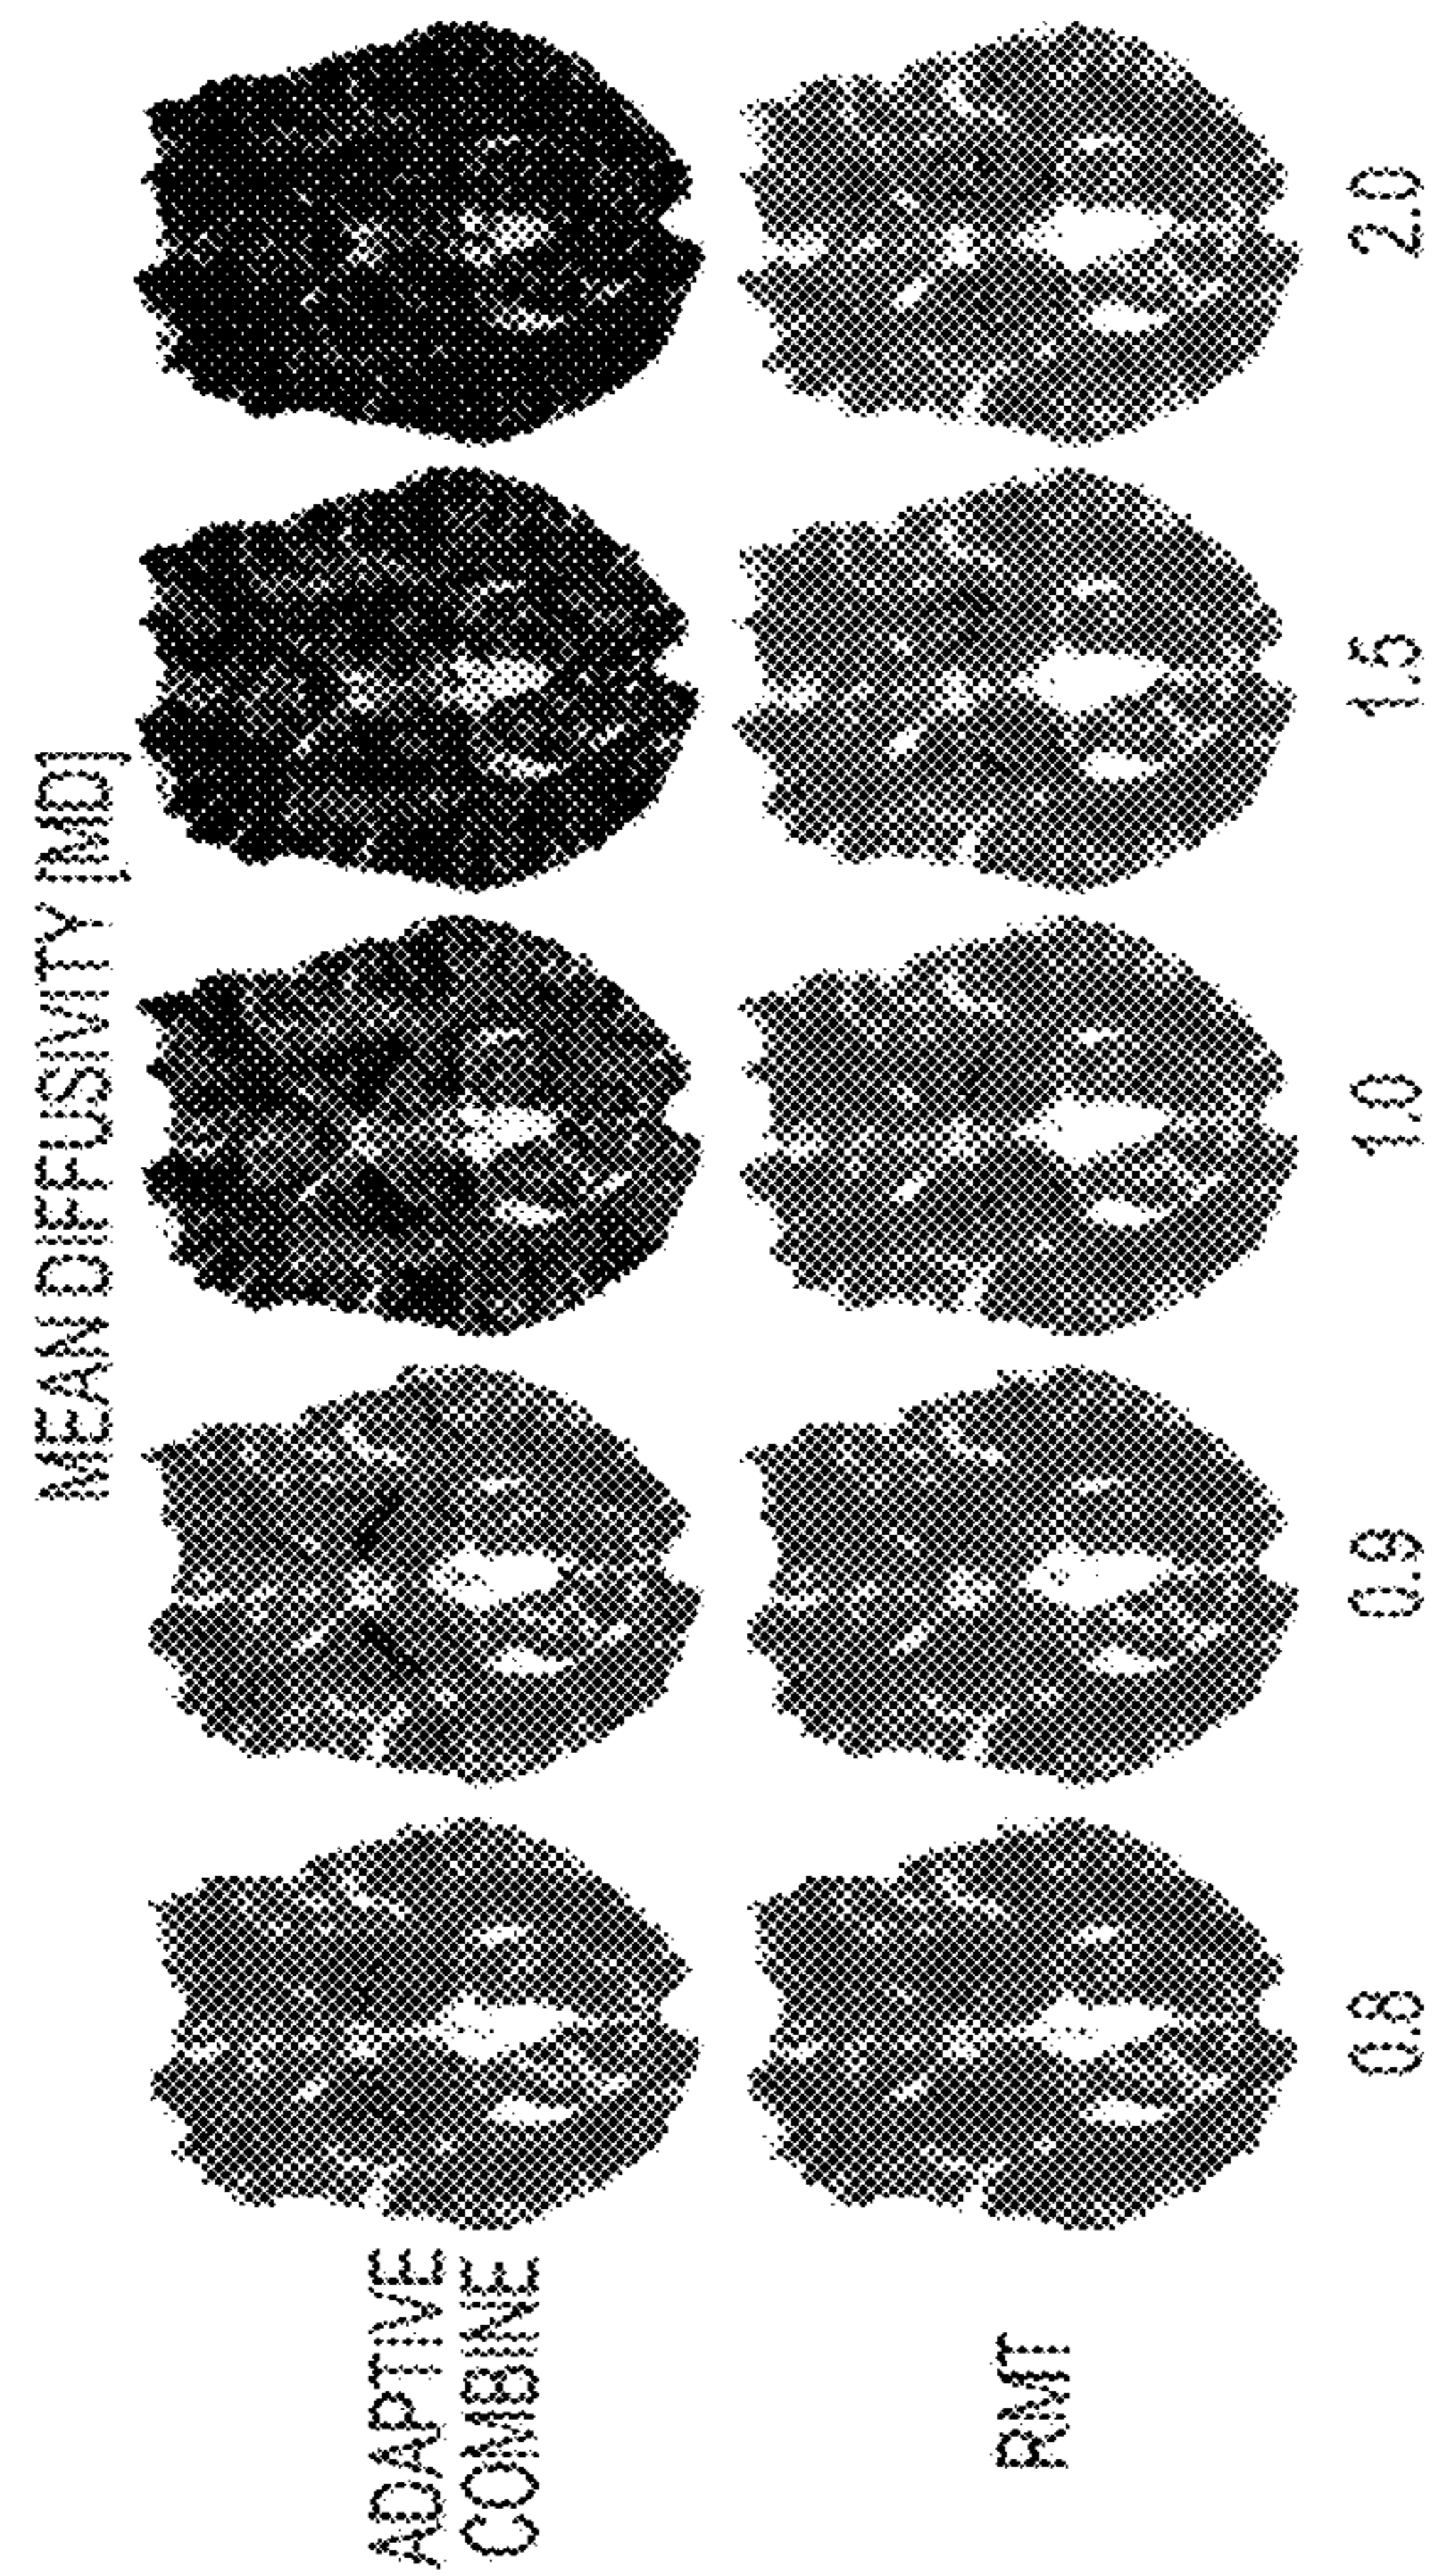 MEAN DIFFUSIVITY [MD]
ADAPTIVE
COMBINE
RMT
0.8 0.9 1.0 1.5 2.0